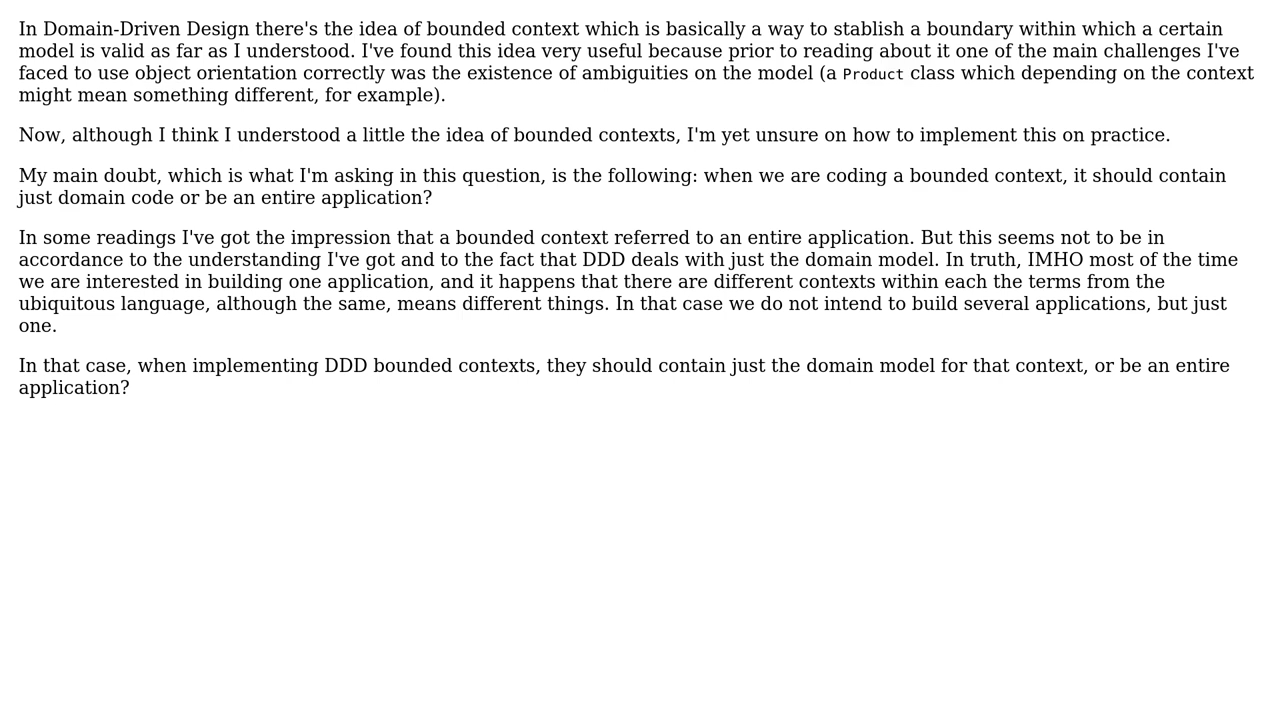 In Domain-Driven Design there's the idea of bounded context which is basically a way to stablish a boundary within which a certain
model is valid as far as I understood. I've found this idea very useful because prior to reading about it one of the main challenges I've
faced to use object orientation correctly was the existence of ambiguities on the model (a Product class which depending on the context
might mean something different, for example).
Now, although I think I understood a little the idea of bounded contexts, I'm yet unsure on how to implement this on practice.
My main doubt, which is what I'm asking in this question, is the following: when we are coding a bounded context, it should contain
just domain code or be an entire application?
In some readings I've got the impression that a bounded context referred to an entire application. But this seems not to be in
accordance to the understanding I've got and to the fact that DDD deals with just the domain model. In truth, IMHO most of the time
we are interested in building one application, and it happens that there are different contexts within each the terms from the
ubiquitous language, although the same, means different things. In that case we do not intend to build several applications, but just
one.
In that case, when implementing DDD bounded contexts, they should contain just the domain model for that context, or be an entire
application?